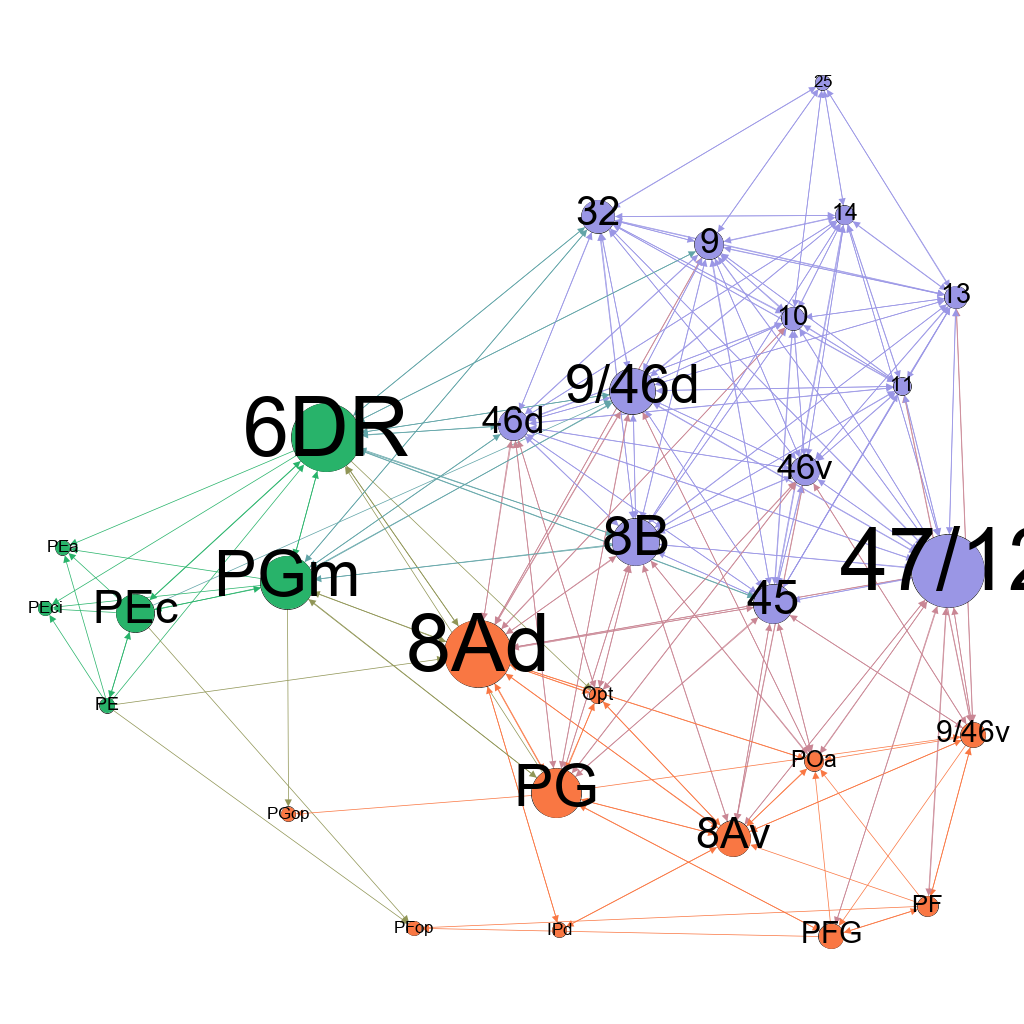 25
32
14
9
13
10
11
9/46d
6DR
46d
46v
8B
PEa
PGm
47/12
PEci
PEc
45
8Ad
Opt
PE
9/46v
POa
PG
PGop
8Av
PF
PFop
IPd
PFG